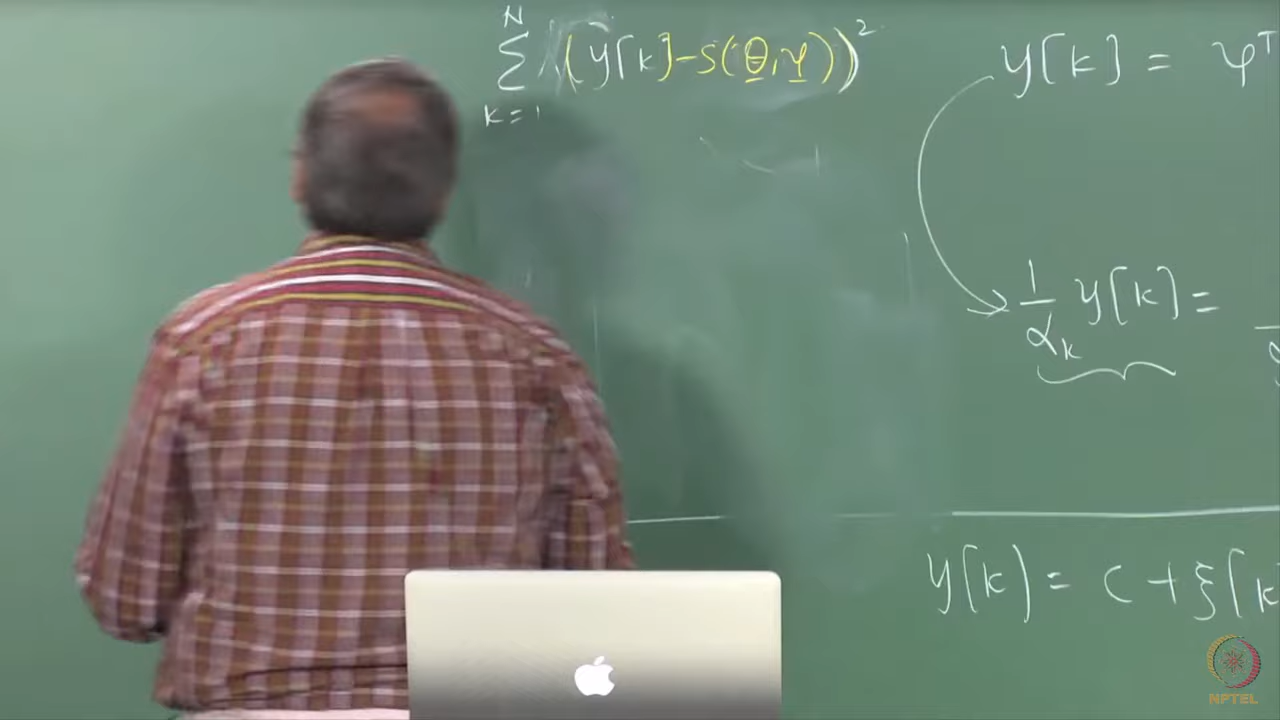 N
Σ (y[k] - S(θ, φ))²
k=1
y[k] = φᵀ
1/αₖ y[k] =
y[k] = c + ξ[k
NPTEL